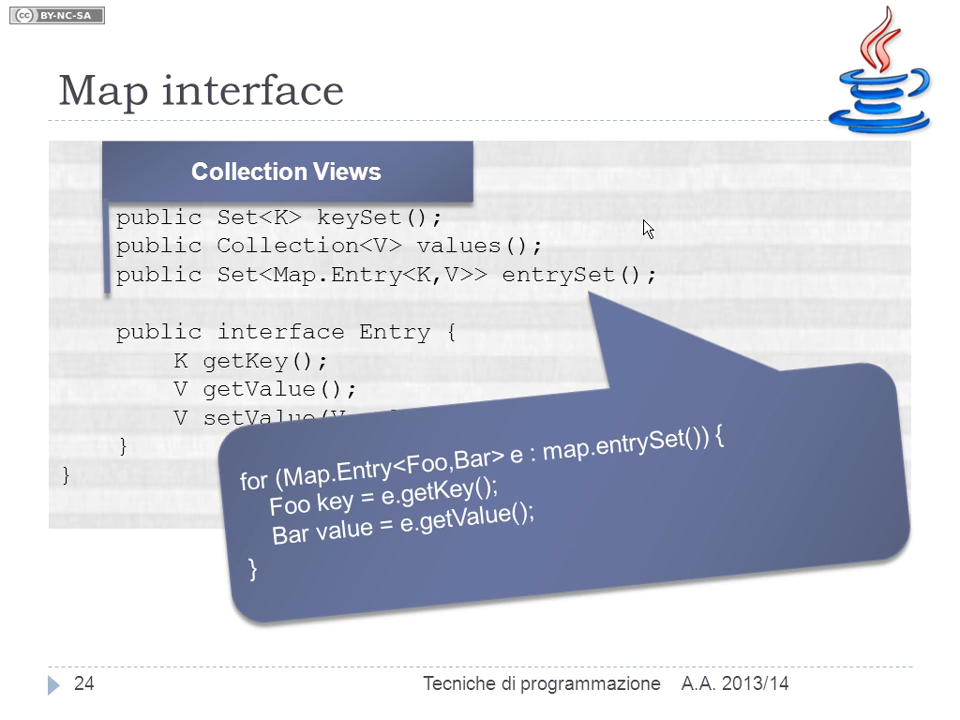 BY-NC-SA
Map interface
Collection Views
public Set<K> keySet();
public Collection<V> values();
public Set<Map.Entry<K,V>> entrySet();
public interface Entry {
K getKey();
V getValue();
V setValue(V
}
}
for (Map.Entry<Foo,Bar> e : map.entrySet()) {
Foo key = e.getKey();
Bar value = e.getValue();
}
24
Tecniche di programmazione A.A. 2013/14